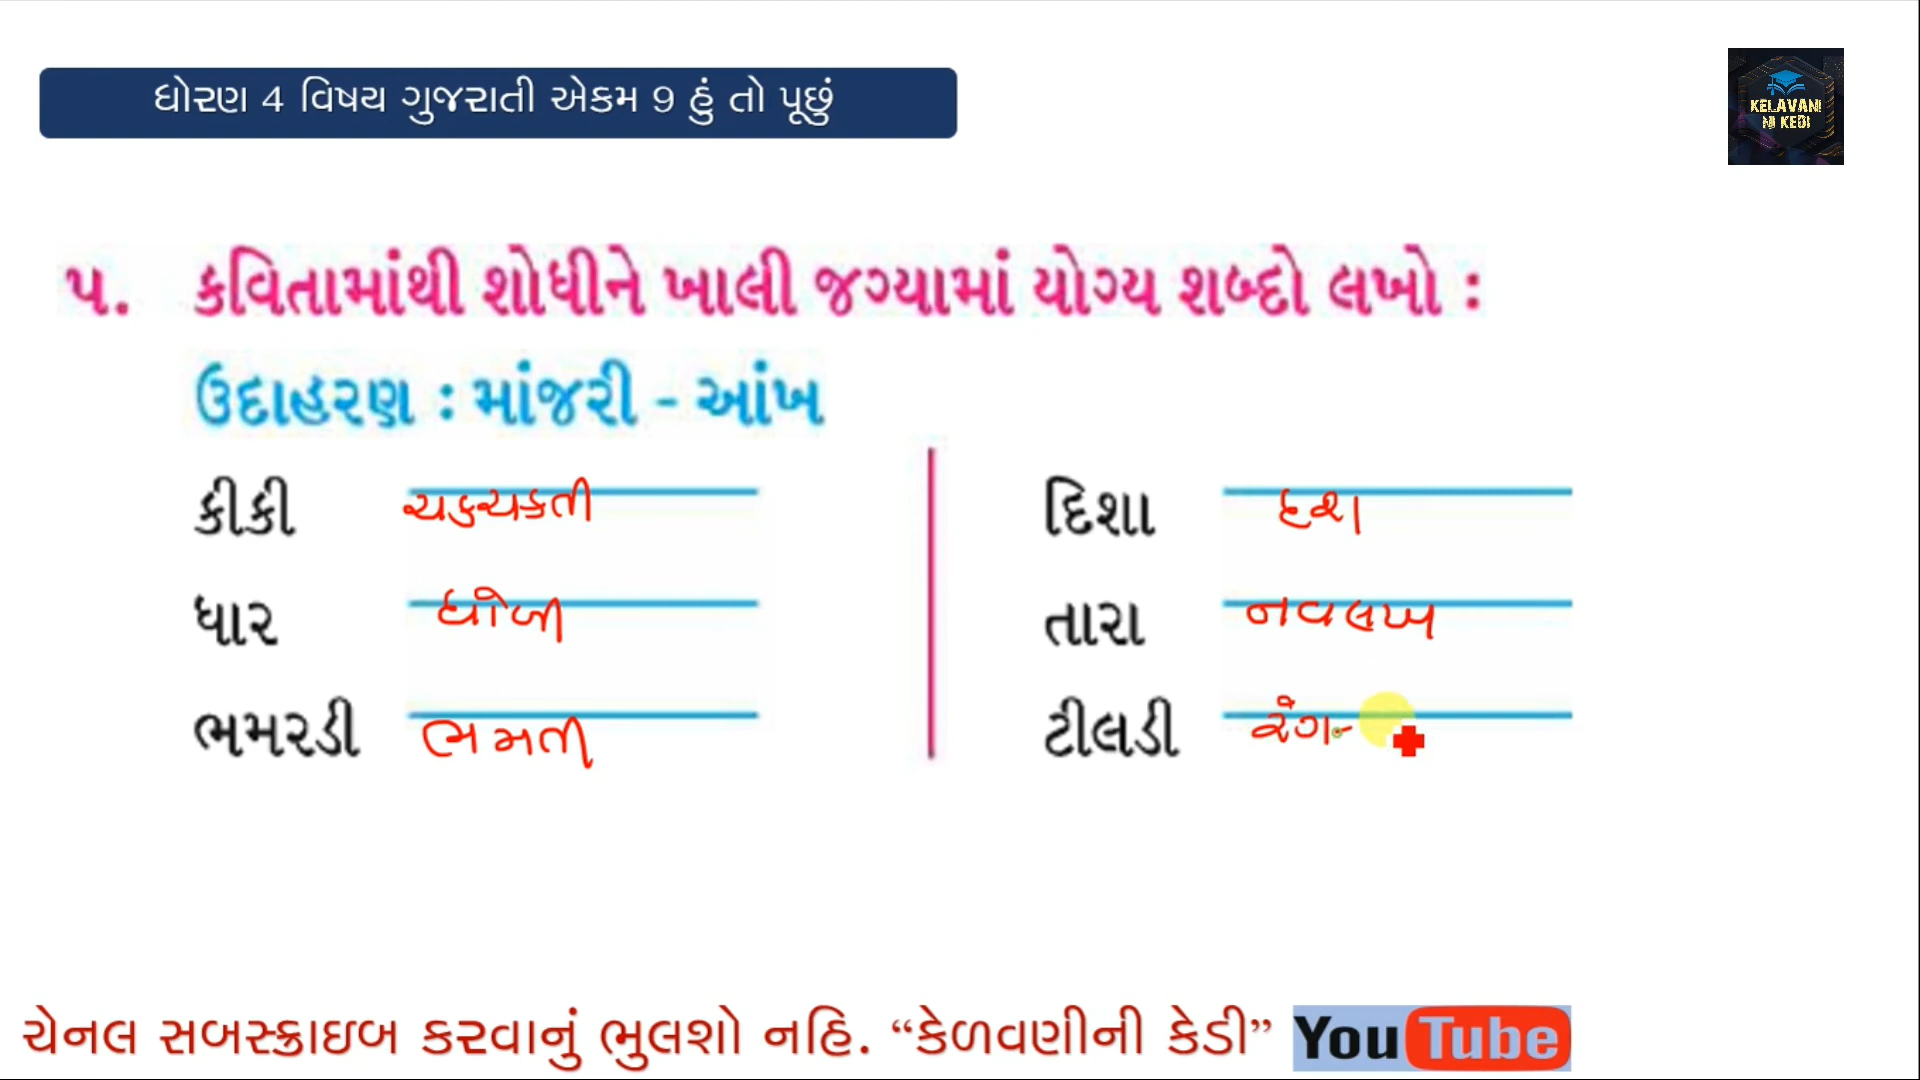 ધોરણ 4 વિષય ગુજરાતી એકમ 9 હું તો પૂછું
KELAVANI
NI KEDI
૫. કવિતામાંથી શોધીને ખાલી જગ્યામાં યોગ્ય શબ્દો લખો :
ઉદાહરણ : માંજરી - આંખ
કીકી ચકચકતી
દિશા દશ
ધાર ધોળી
તારા નવલખ
ભમરડી ભમતી
ટીલડી રંગ-
ચેનલ સબસ્ક્રાઇબ કરવાનું ભુલશો નહિ. “કેળવણીની કેડી” YouTube